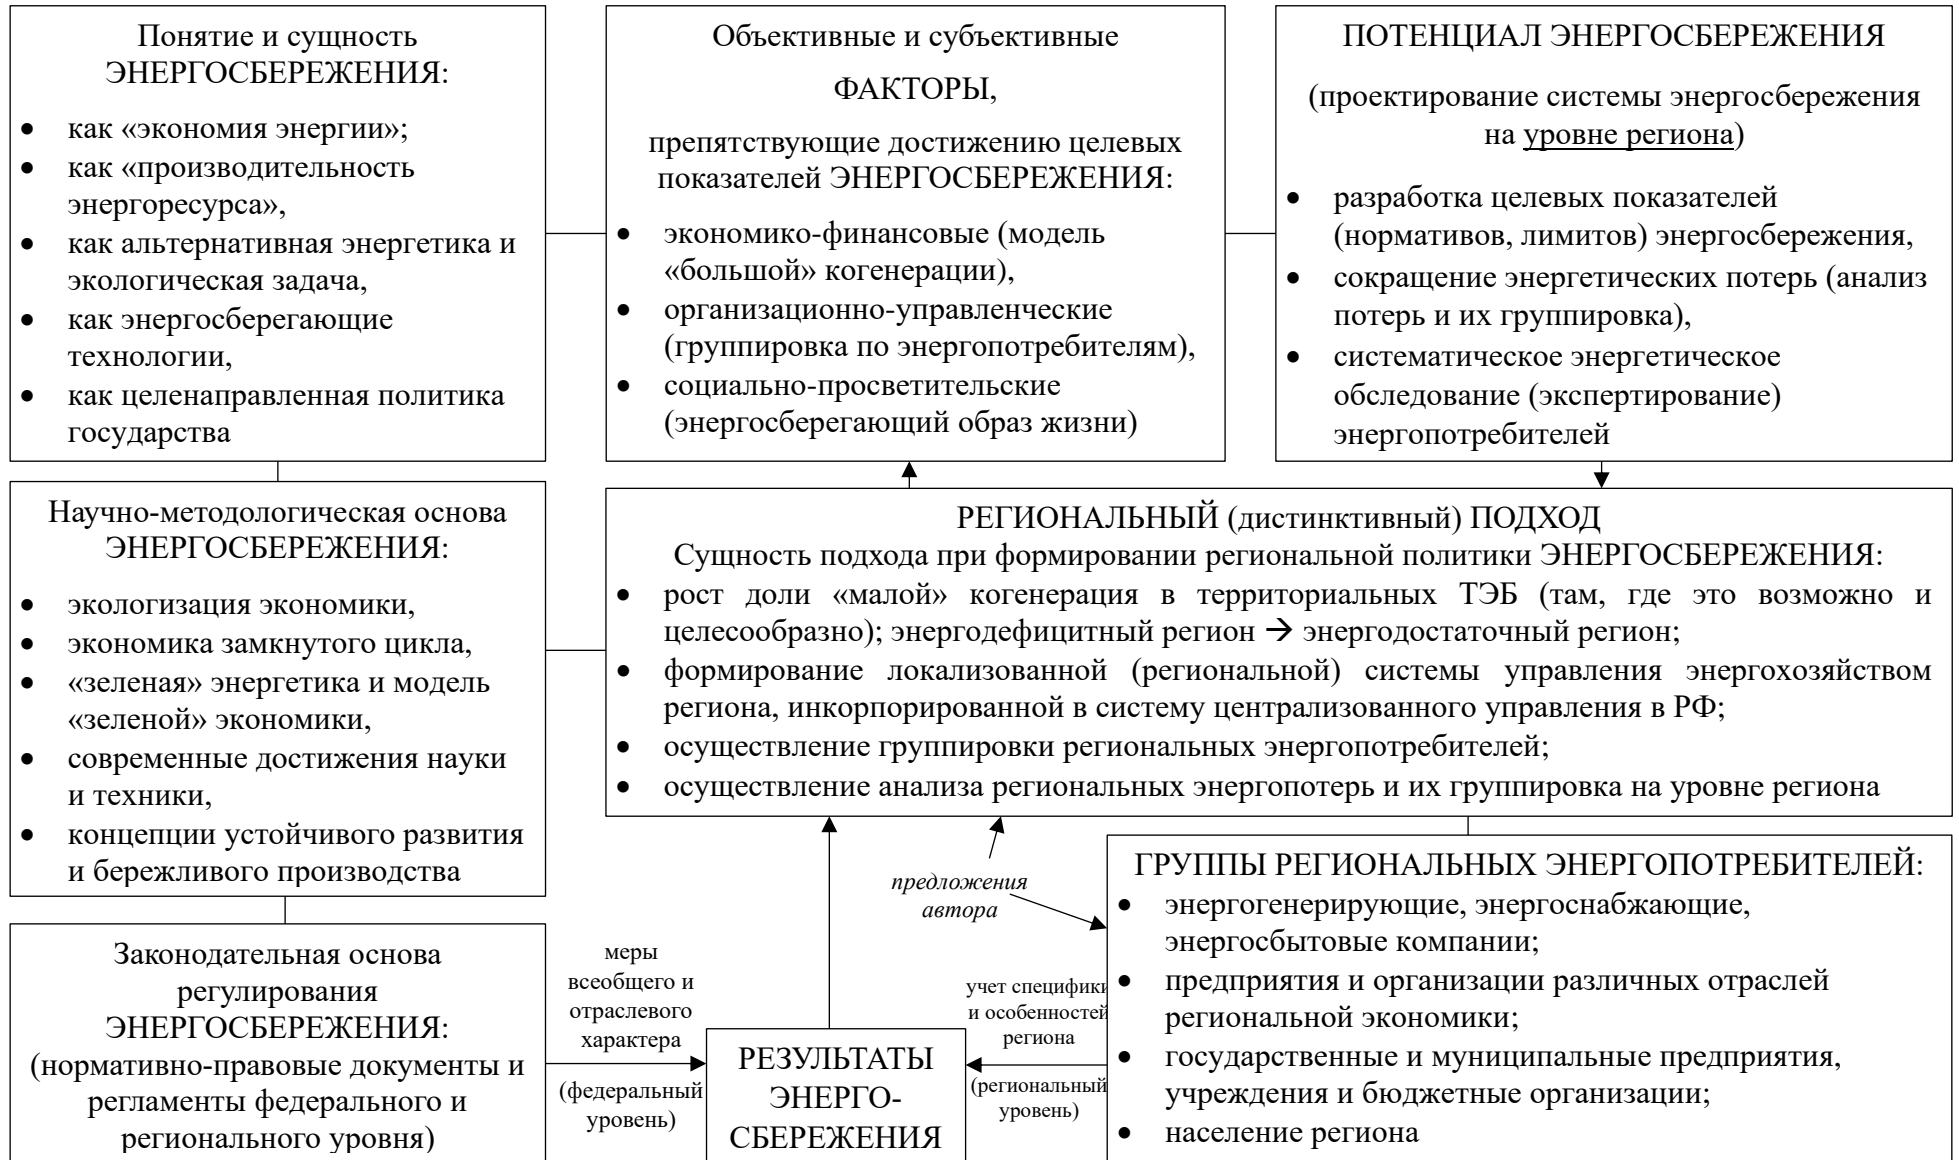 Понятие и сущность
ЭНЕРГОСБЕРЕЖЕНИЯ:
• как «экономия энергии»;
• как «производительность
энергоресурса»,
• как альтернативная энергетика и
экологическая задача,
• как энергосберегающие
технологии,
• как целенаправленная политика
государства
Объективные и субъективные
ФАКТОРЫ,
препятствующие достижению целевых
показателей ЭНЕРГОСБЕРЕЖЕНИЯ:
• экономико-финансовые (модель
«большой» когенерации),
• организационно-управленческие
(группировка по энергопотребителям),
• социально-просветительские
(энергосберегающий образ жизни)
ПОТЕНЦИАЛ ЭНЕРГОСБЕРЕЖЕНИЯ
(проектирование системы энергосбережения
на уровне региона)
• разработка целевых показателей
(нормативов, лимитов) энергосбережения,
• сокращение энергетических потерь (анализ
потерь и их группировка),
• систематическое энергетическое
обследование (экспертирование)
энергопотребителей
Научно-методологическая основа
ЭНЕРГОСБЕРЕЖЕНИЯ:
• экологизация экономики,
• экономика замкнутого цикла,
• «зеленая» энергетика и модель
«зеленой» экономики,
• современные достижения науки
и техники,
• концепции устойчивого развития
и бережливого производства
РЕГИОНАЛЬНЫЙ (дистинктивный) ПОДХОД
Сущность подхода при формировании региональной политики ЭНЕРГОСБЕРЕЖЕНИЯ:
• рост доли «малой» когенерация в территориальных ТЭБ (там, где это возможно и
целесообразно); энергодефицитный регион → энергодостаточный регион;
• формирование локализованной (региональной) системы управления энергохозяйством
региона, инкорпорированной в систему централизованного управления в РФ;
• осуществление группировки региональных энергопотребителей;
• осуществление анализа региональных энергопотерь и их группировка на уровне региона
Законодательная основа
регулирования
ЭНЕРГОСБЕРЕЖЕНИЯ:
(нормативно-правовые документы и
регламенты федерального и
регионального уровня)
меры
всеобщего и
отраслевого
характера
(федеральный
уровень)
РЕЗУЛЬТАТЫ
ЭНЕРГО-
СБЕРЕЖЕНИЯ
предложения
автора
учет специфики
и особенностей
региона
(региональный
уровень)
ГРУППЫ РЕГИОНАЛЬНЫХ ЭНЕРГОПОТРЕБИТЕЛЕЙ:
• энергогенерирующие, энергоснабжающие,
энергосбытовые компании;
• предприятия и организации различных отраслей
региональной экономики;
• государственные и муниципальные предприятия,
учреждения и бюджетные организации;
• население региона